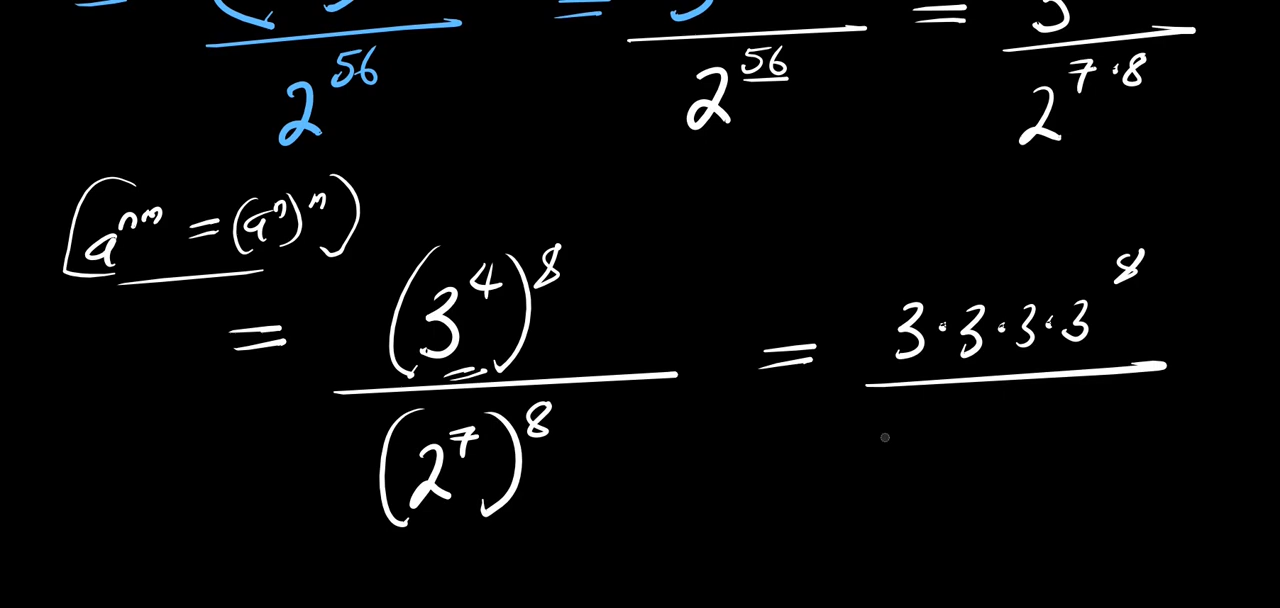 = = =
2^56 2^56 2^7·8
[a^nm = (a^n)^m)
= (3^4)^8 / (2^7)^8 = 3·3·3·3^8